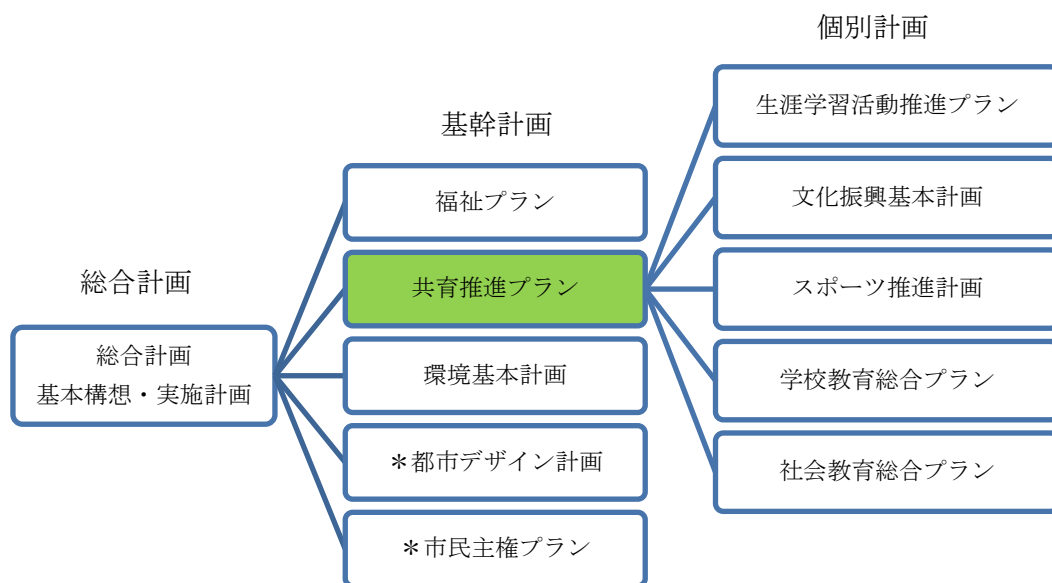 総合計画
総合計画
基本構想・実施計画
基幹計画
福祉プラン
共育推進プラン
環境基本計画
＊都市デザイン計画
＊市民主権プラン
個別計画
生涯学習活動推進プラン
文化振興基本計画
スポーツ推進計画
学校教育総合プラン
社会教育総合プラン